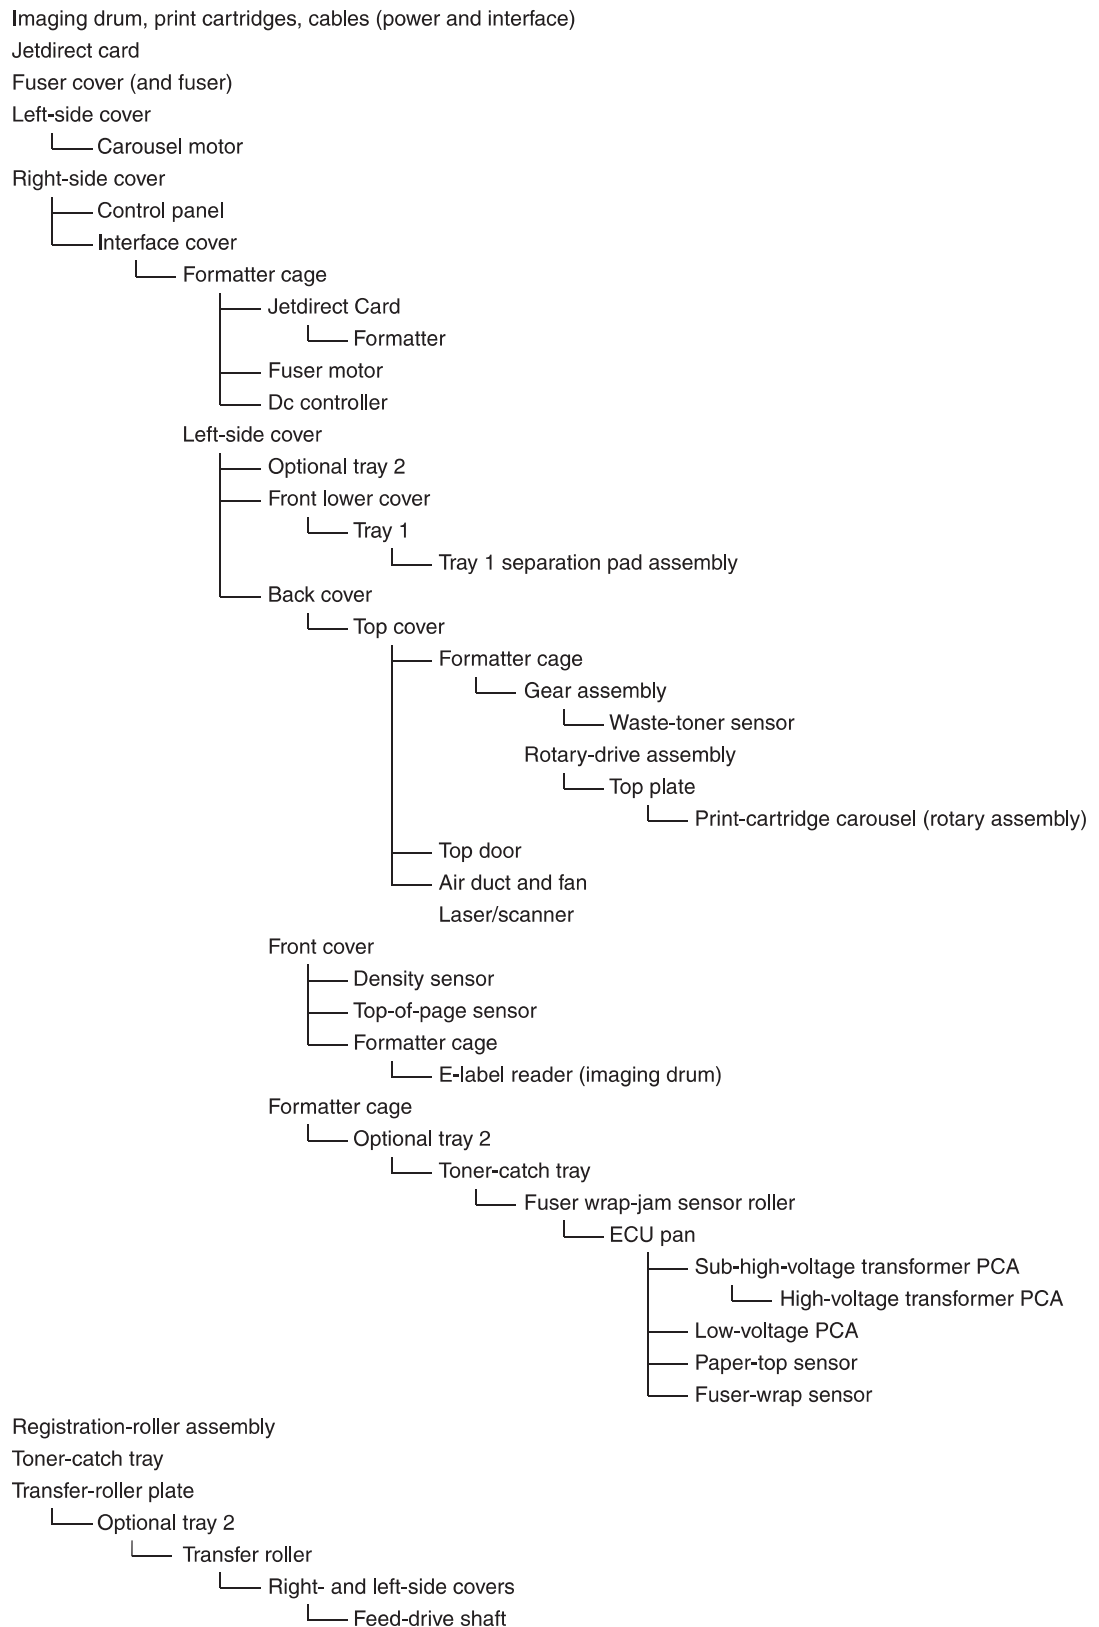 Imaging drum, print cartridges, cables (power and interface)
Jetdirect card
Fuser cover (and fuser)
Left-side cover
Carousel motor
Right-side cover
Control panel
Interface cover
Formatter cage
Jetdirect Card
Formatter
Fuser motor
Dc controller
Left-side cover
Optional tray 2
Front lower cover
Tray 1
Tray 1 separation pad assembly
Back cover
Top cover
Formatter cage
Gear assembly
Waste-toner sensor
Rotary-drive assembly
Top plate
Print-cartridge carousel (rotary assembly)
Top door
Air duct and fan
Laser/scanner
Front cover
Density sensor
Top-of-page sensor
Formatter cage
E-label reader (imaging drum)
Formatter cage
Optional tray 2
Toner-catch tray
Fuser wrap-jam sensor roller
ECU pan
Sub-high-voltage transformer PCA
High-voltage transformer PCA
Low-voltage PCA
Paper-top sensor
Fuser-wrap sensor
Registration-roller assembly
Toner-catch tray
Transfer-roller plate
Optional tray 2
Transfer roller
Right- and left-side covers
Feed-drive shaft